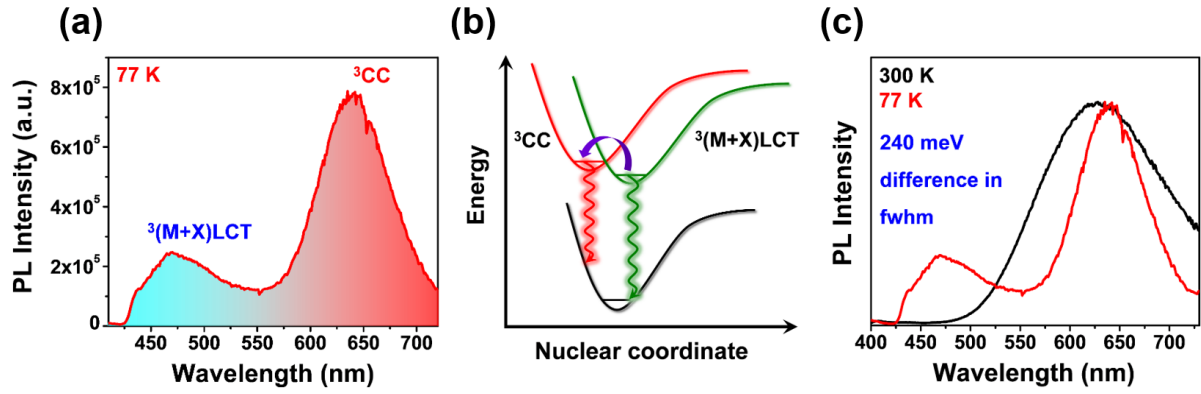 (a)
77 K
³CC
³(M+X)LCT
PL Intensity (a.u.)
8x10⁵
6x10⁵
4x10⁵
2x10⁵
0
450 500 550 600 650 700
Wavelength (nm)
(b)
³CC
³(M+X)LCT
Energy
Nuclear coordinate
(c)
300 K
77 K
240 meV
difference in
fwhm
PL Intensity
400 450 500 550 600 650 700
Wavelength (nm)